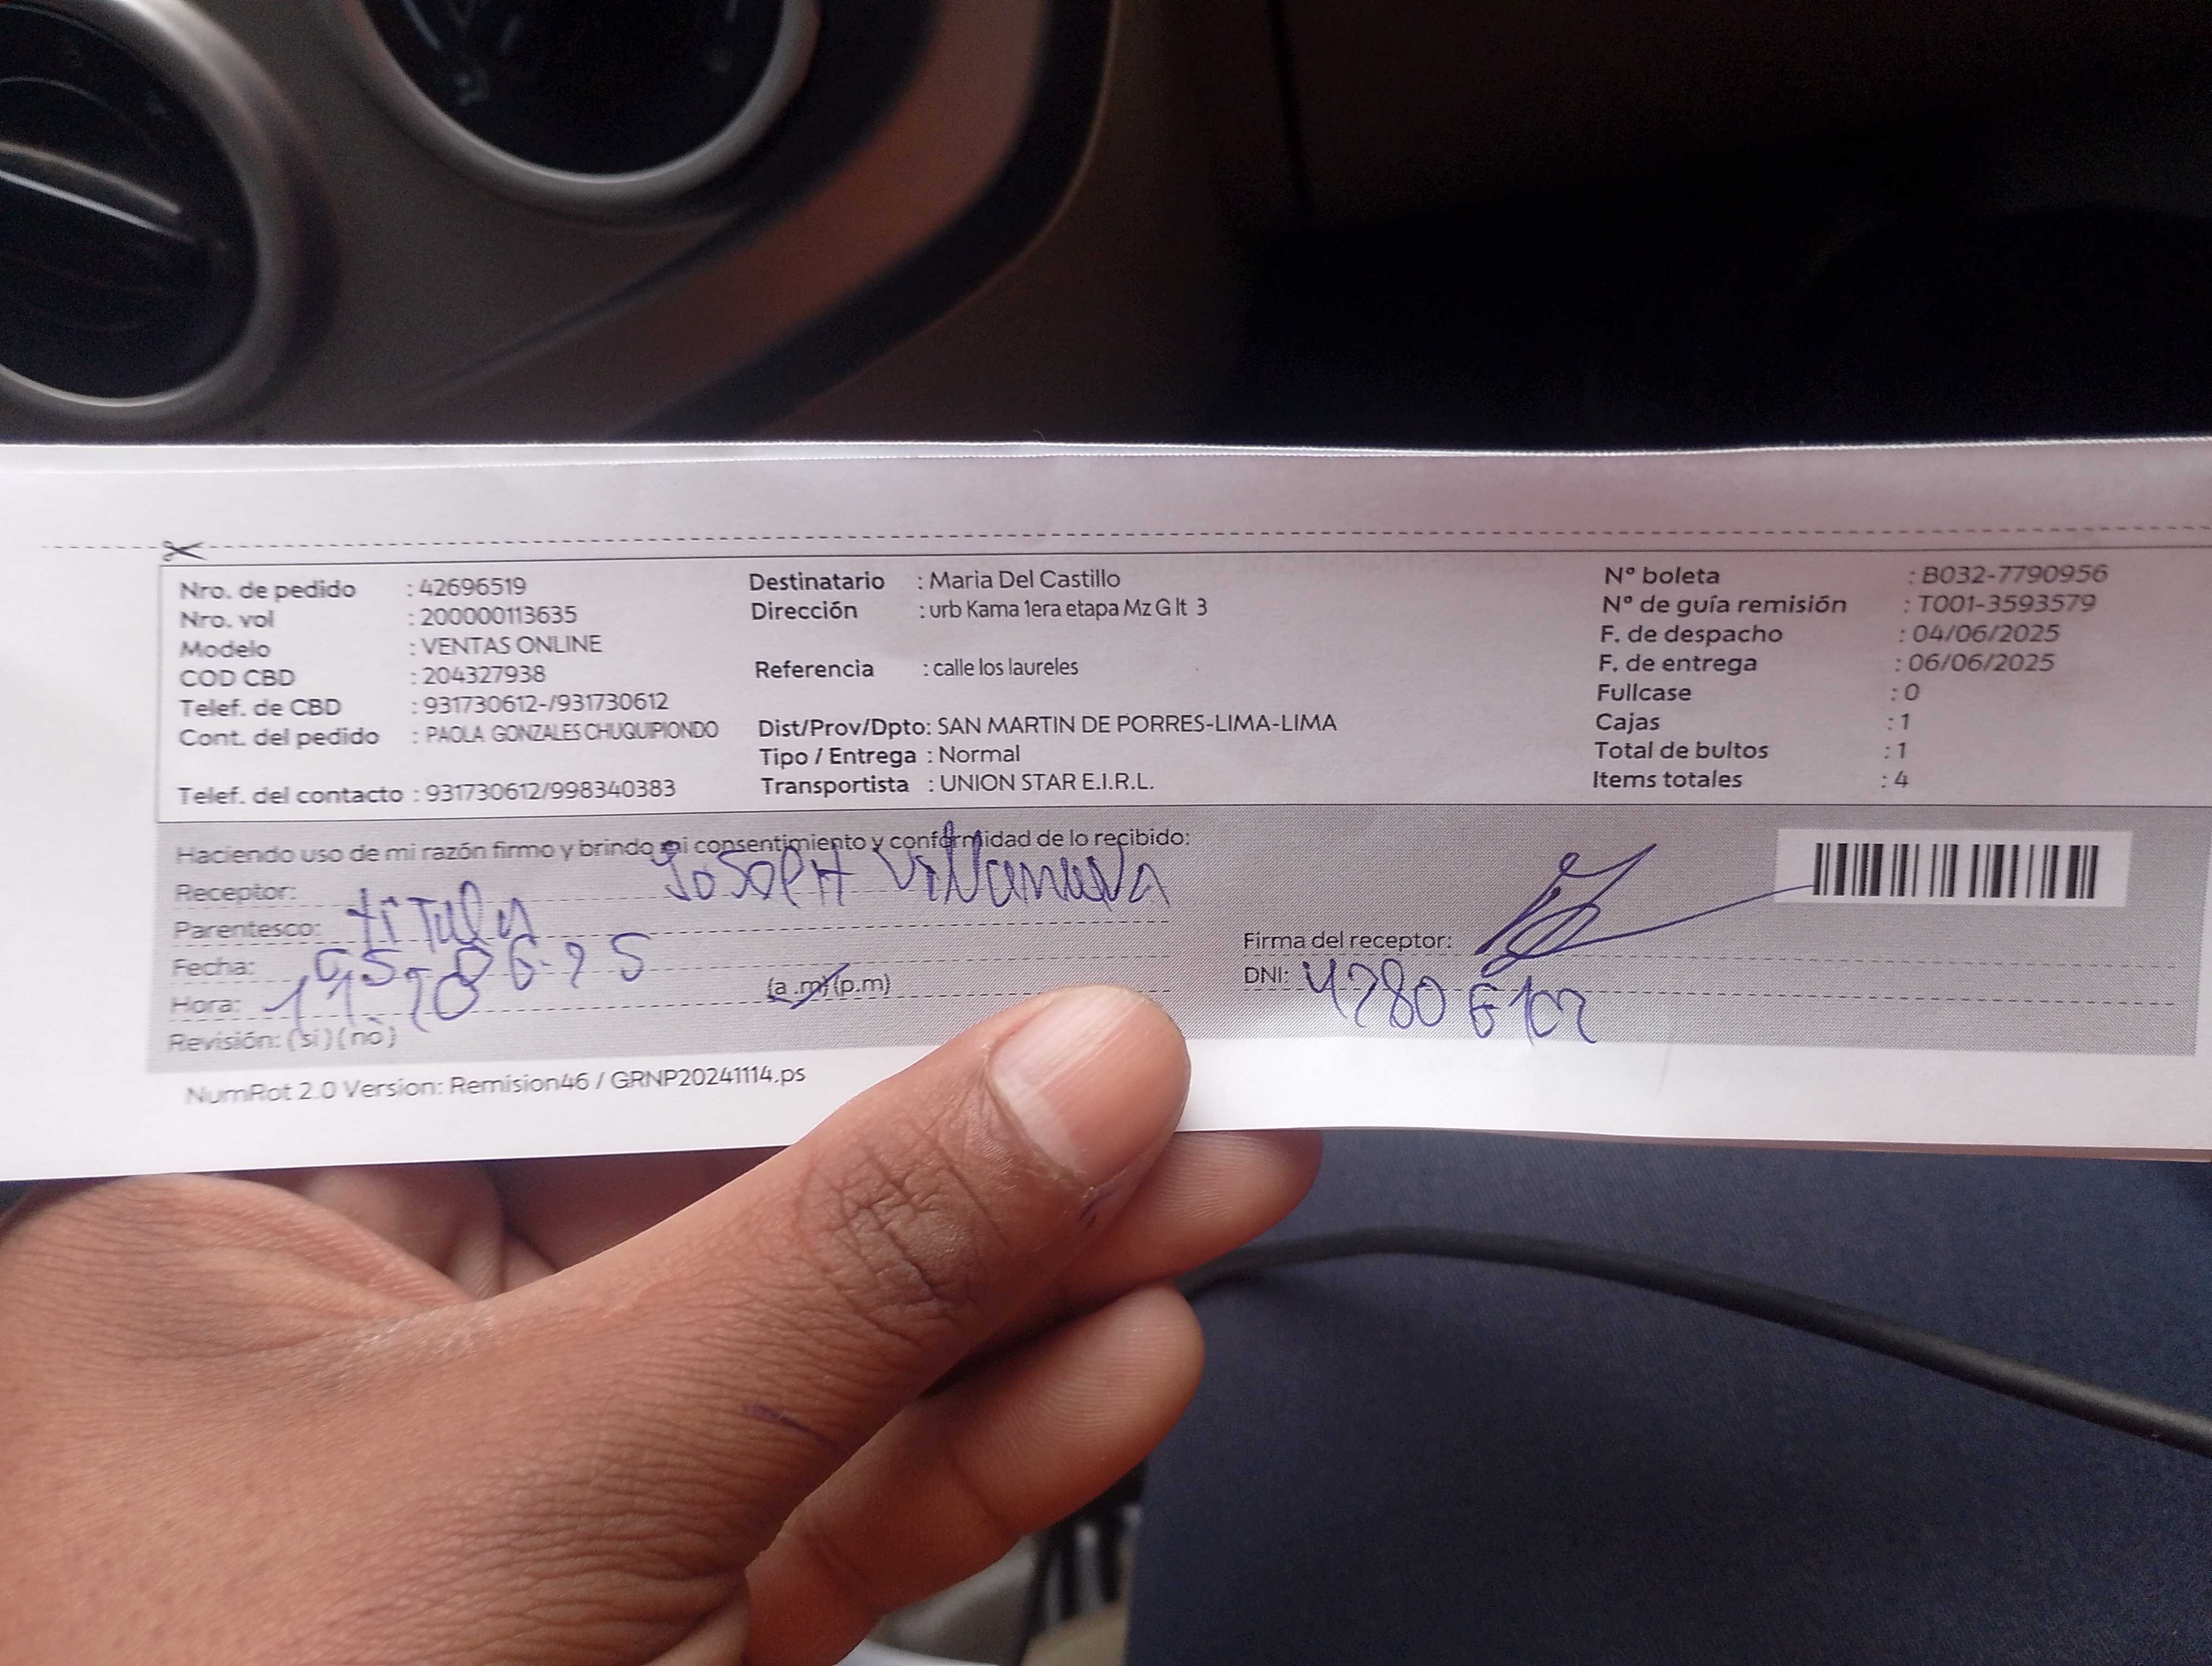 Nro. de pedido : 42696519
Nro. vol : 200000113635
Modelo : VENTAS ONLINE
COD CBD : 204327938
Telef. de CBD : 931730612-/931730612
Cont. del pedido : PAOLA GONZALES CHUQUIPIONDO
Telef. del contacto : 931730612/998340383
Destinatario : Maria Del Castillo
Dirección : urb Kama 1era etapa Mz G lt 3
Referencia : calle los laureles
Dist/Prov/Dpto: SAN MARTIN DE PORRES-LIMA-LIMA
Tipo / Entrega : Normal
Transportista : UNION STAR E.I.R.L.
N° boleta : B032-7790956
N° de guía remisión : T001-3593579
F. de despacho : 04/06/2025
F. de entrega : 06/06/2025
Fullcase : 0
Cajas : 1
Total de bultos : 1
Items totales : 4
Haciendo uso de mi razón firmo y brindo mi consentimiento y conformidad de lo recibido:
Receptor: JoSePH Villanueva
Parentesco:
Fecha:
Hora: (a.m)(p.m)
Revisión: (si) (no)
Firma del receptor:
DNI:
NumRot 2.0 Version: Remision46 / GRNP20241114.ps